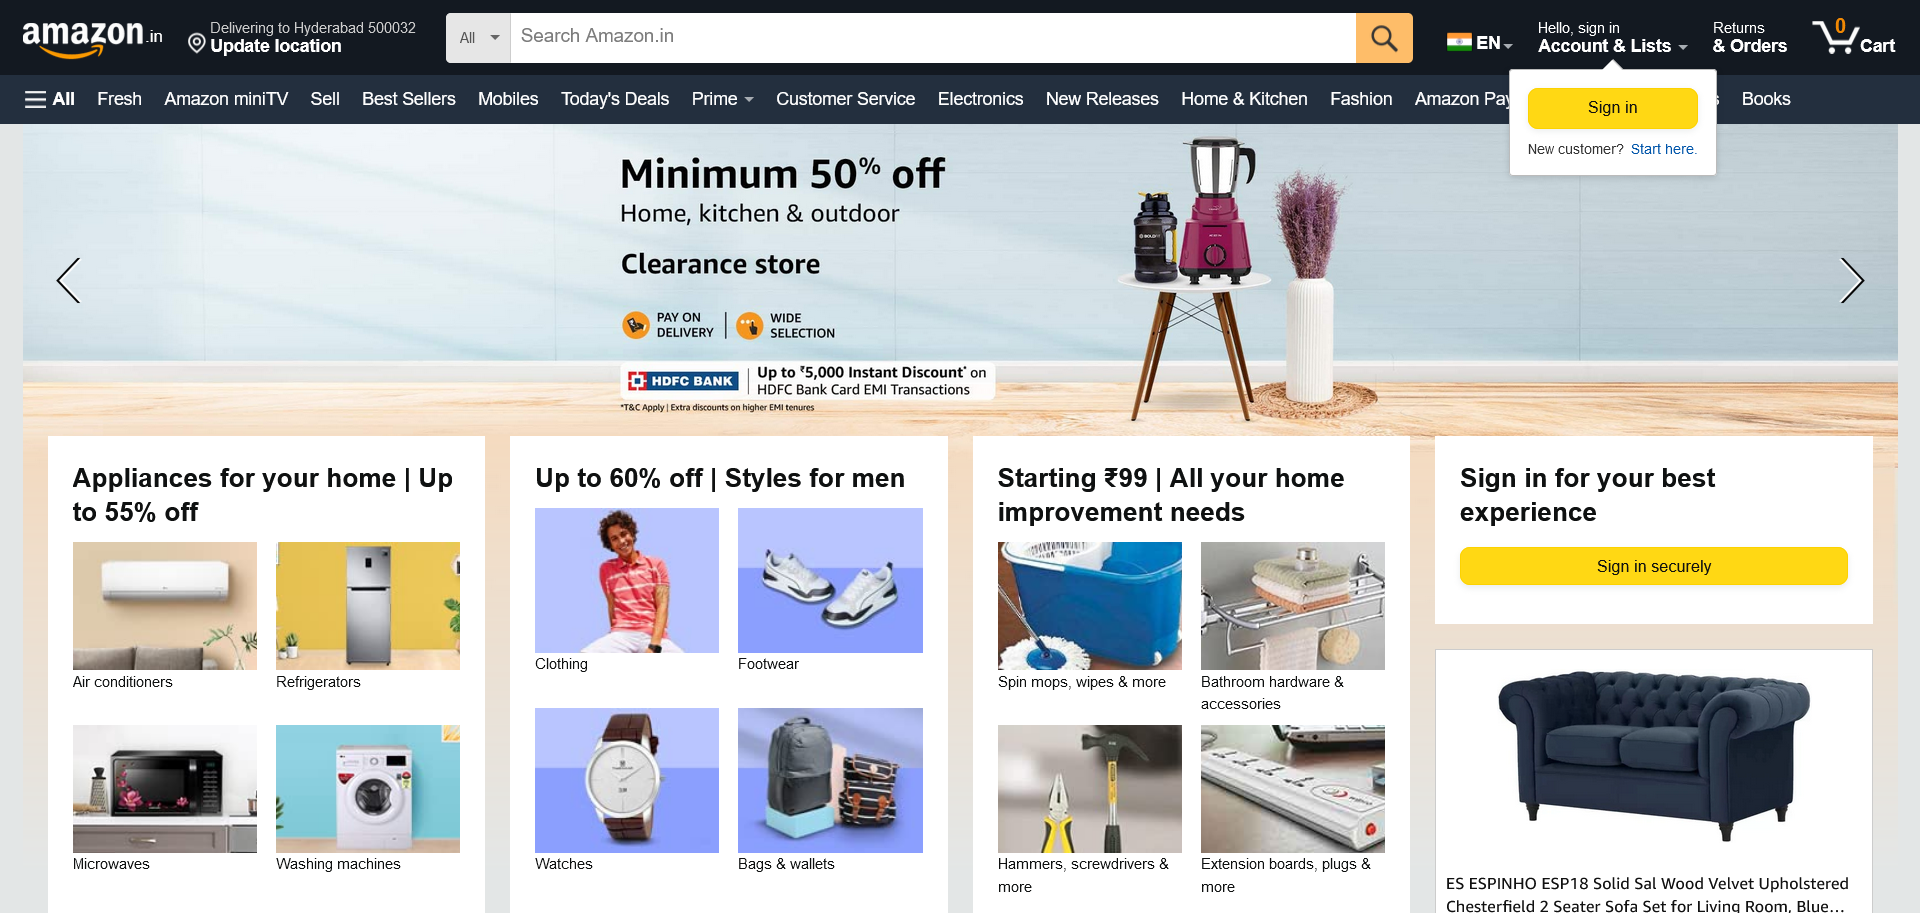 amazon.in
Delivering to Hyderabad 500032
Update location
All
Search Amazon.in
EN
Hello, sign in
Account & Lists
Returns
& Orders
0
Cart
All
Fresh
Amazon miniTV
Sell
Best Sellers
Mobiles
Today's Deals
Prime
Customer Service
Electronics
New Releases
Home & Kitchen
Fashion
Amazon Pay
Books
Sign in
New customer? Start here.
Minimum 50% off
Home, kitchen & outdoor
Clearance store
PAY ON
DELIVERY
WIDE
SELECTION
HDFC BANK
Up to ₹5,000 Instant Discount* on
HDFC Bank Card EMI Transactions
*T&C Apply | Extra discounts on higher EMI tenures
Appliances for your home | Up
to 55% off
Air conditioners
Refrigerators
Microwaves
Washing machines
Up to 60% off | Styles for men
Clothing
Footwear
Watches
Bags & wallets
Starting ₹99 | All your home
improvement needs
Spin mops, wipes & more
Bathroom hardware &
accessories
Hammers, screwdrivers &
more
Extension boards, plugs &
more
Sign in for your best
experience
Sign in securely
ES ESPINHO ESP18 Solid Sal Wood Velvet Upholstered
Chesterfield 2 Seater Sofa Set for Living Room, Blue…